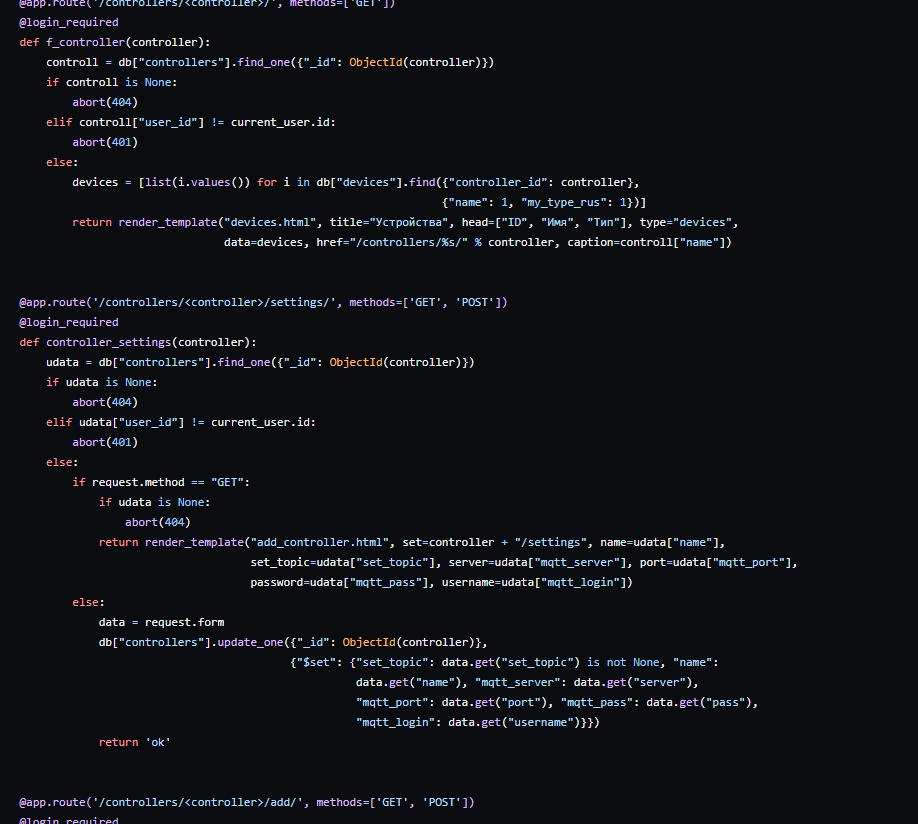 @app.route('/controllers/<controller>/', methods=['GET'])
@login_required
def f_controller(controller):
    controll = db["controllers"].find_one({"_id": ObjectId(controller)})
    if controll is None:
        abort(404)
    elif controll["user_id"] != current_user.id:
        abort(401)
    else:
        devices = [list(i.values()) for i in db["devices"].find({"controller_id": controller},
                                                                {"name": 1, "my_type_rus": 1})]
        return render_template("devices.html", title="Устройства", head=["ID", "Имя", "Тип"], type="devices",
                               data=devices, href="/controllers/%s/" % controller, caption=controll["name"])
@app.route('/controllers/<controller>/settings/', methods=['GET', 'POST'])
@login_required
def controller_settings(controller):
    udata = db["controllers"].find_one({"_id": ObjectId(controller)})
    if udata is None:
        abort(404)
    elif udata["user_id"] != current_user.id:
        abort(401)
    else:
        if request.method == "GET":
            if udata is None:
                abort(404)
            return render_template("add_controller.html", set=controller + "/settings", name=udata["name"],
                                   set_topic=udata["set_topic"], server=udata["mqtt_server"], port=udata["mqtt_port"],
                                   password=udata["mqtt_pass"], username=udata["mqtt_login"])
        else:
            data = request.form
            db["controllers"].update_one({"_id": ObjectId(controller)},
                                         {"$set": {"set_topic": data.get("set_topic") is not None, "name":
                                                   data.get("name"), "mqtt_server": data.get("server"),
                                                   "mqtt_port": data.get("port"), "mqtt_pass": data.get("pass"),
                                                   "mqtt_login": data.get("username")}})
            return 'ok'
@app.route('/controllers/<controller>/add/', methods=['GET', 'POST'])
@login_required